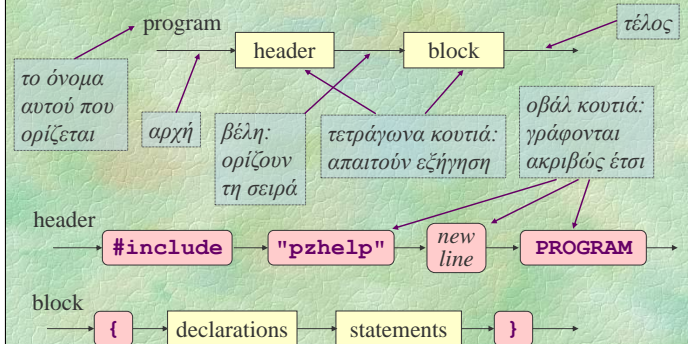 program
τέλος
header
block
το όνομα
αυτού που
ορίζεται
αρχή
βέλη:
ορίζουν
τη σειρά
τετράγωνα κουτιά:
απαιτούν εξήγηση
οβάλ κουτιά:
γράφονται
ακριβώς έτσι
header
#include
"pzhelp"
new
line
PROGRAM
block
{
declarations
statements
}